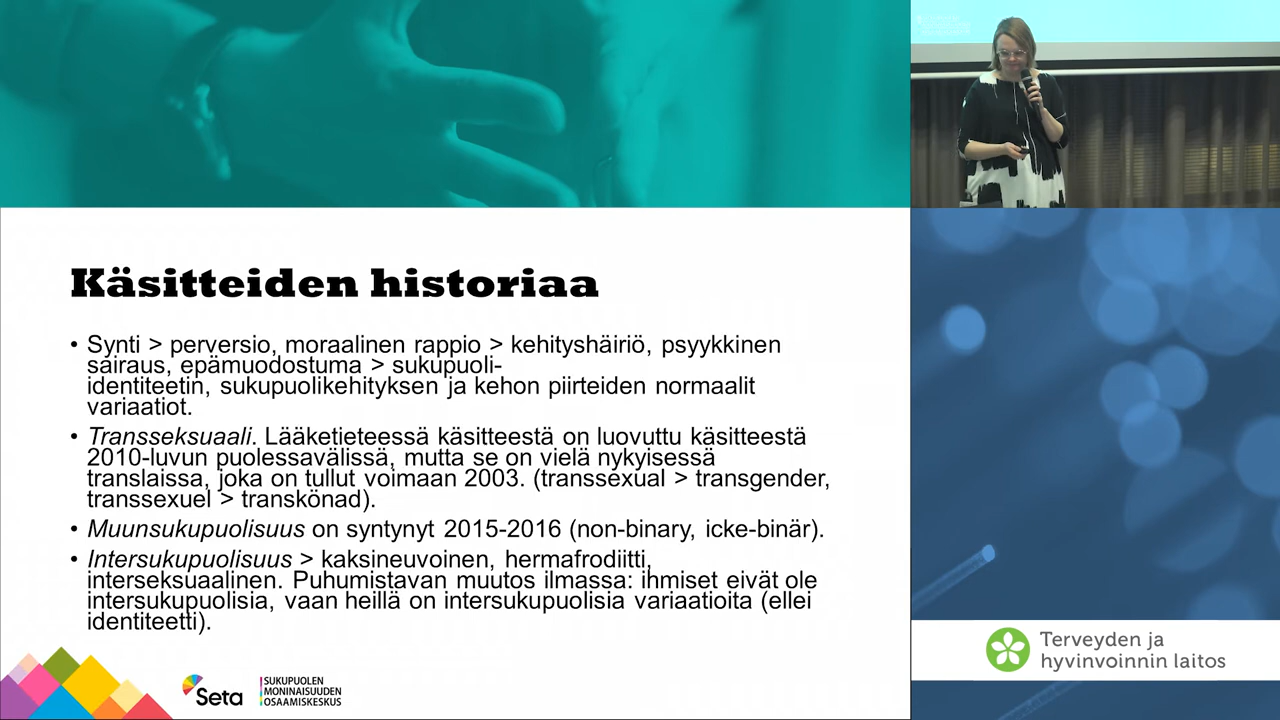 Käsitteiden historiaa
• Synti > perversio, moraalinen rappio > kehityshäiriö, psyykkinen
sairaus, epämuodostuma > sukupuoli-
identiteetin, sukupuolikehityksen ja kehon piirteiden normaalit
variaatiot.
• Transseksuaali. Lääketieteessä käsitteestä on luovuttu käsitteestä
2010-luvun puolessavälissä, mutta se on vielä nykyisessä
translaissa, joka on tullut voimaan 2003. (transsexual > transgender,
transsexuel > transkönad).
• Muunsukupuolisuus on syntynyt 2015-2016 (non-binary, icke-binär).
• Intersukupuolisuus > kaksineuvoinen, hermafrodiitti,
interseksuaalinen. Puhumistavan muutos ilmassa: ihmiset eivät ole
intersukupuolisia, vaan heillä on intersukupuolisia variaatioita (ellei
identiteetti).
Seta
SUKUPUOLEN
MONINAISUUDEN
OSAAMISKESKUS
Terveyden ja
hyvinvoinnin laitos